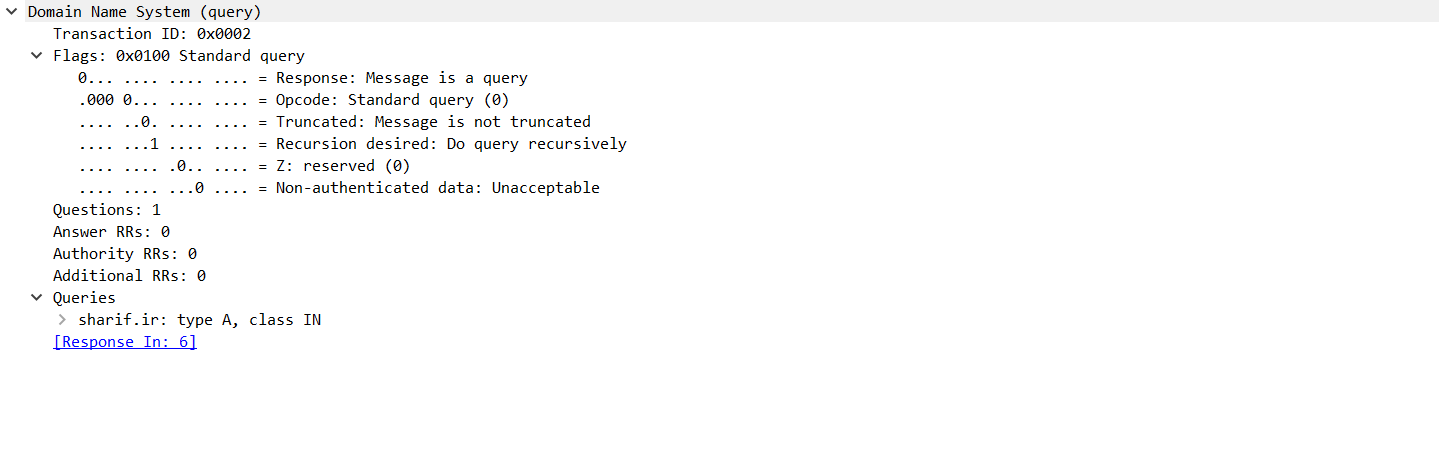 Domain Name System (query)
Transaction ID: 0x0002
Flags: 0x0100 Standard query
0... .... .... .... = Response: Message is a query
.000 0... .... .... = Opcode: Standard query (0)
.... ..0. .... .... = Truncated: Message is not truncated
.... ...1 .... .... = Recursion desired: Do query recursively
.... .... .0.. .... = Z: reserved (0)
.... .... ...0 .... = Non-authenticated data: Unacceptable
Questions: 1
Answer RRs: 0
Authority RRs: 0
Additional RRs: 0
Queries
sharif.ir: type A, class IN
[Response In: 6]